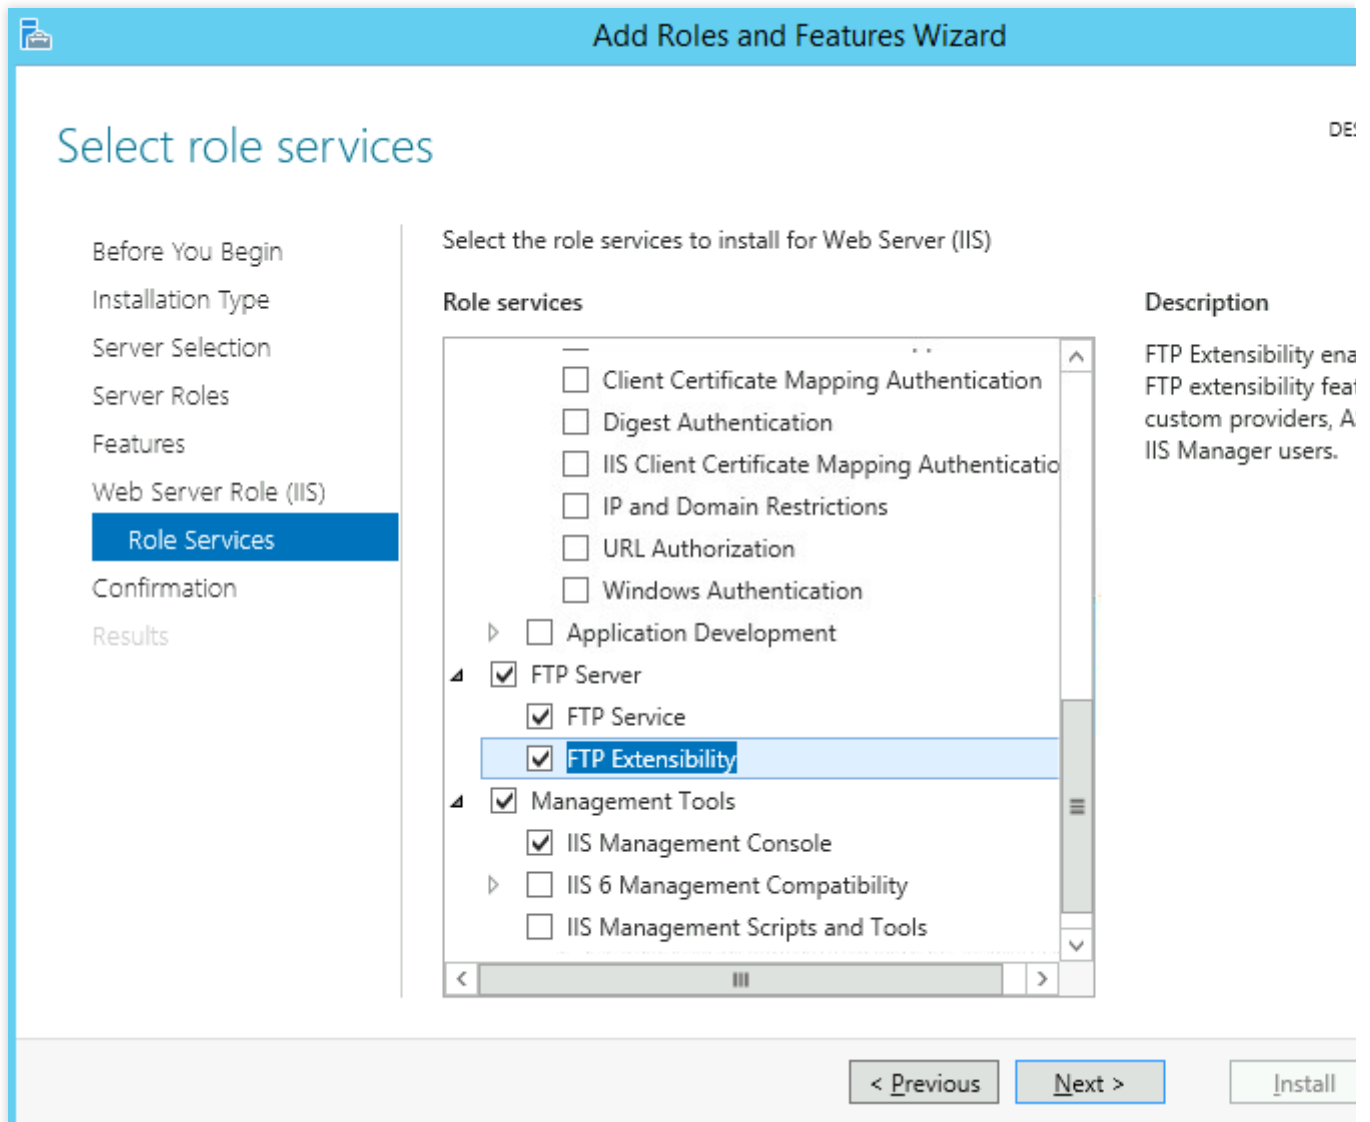 Add Roles and Features Wizard
Select role services
DES
Before You Begin
Installation Type
Server Selection
Server Roles
Features
Web Server Role (IIS)
Role Services
Confirmation
Results
Select the role services to install for Web Server (IIS)
Role services
Client Certificate Mapping Authentication
Digest Authentication
IIS Client Certificate Mapping Authenticatio
IP and Domain Restrictions
URL Authorization
Windows Authentication
Application Development
FTP Server
FTP Service
FTP Extensibility
Management Tools
IIS Management Console
IIS 6 Management Compatibility
IIS Management Scripts and Tools
Description
FTP Extensibility ena
FTP extensibility feat
custom providers, A
IIS Manager users.
< Previous
Next >
Install